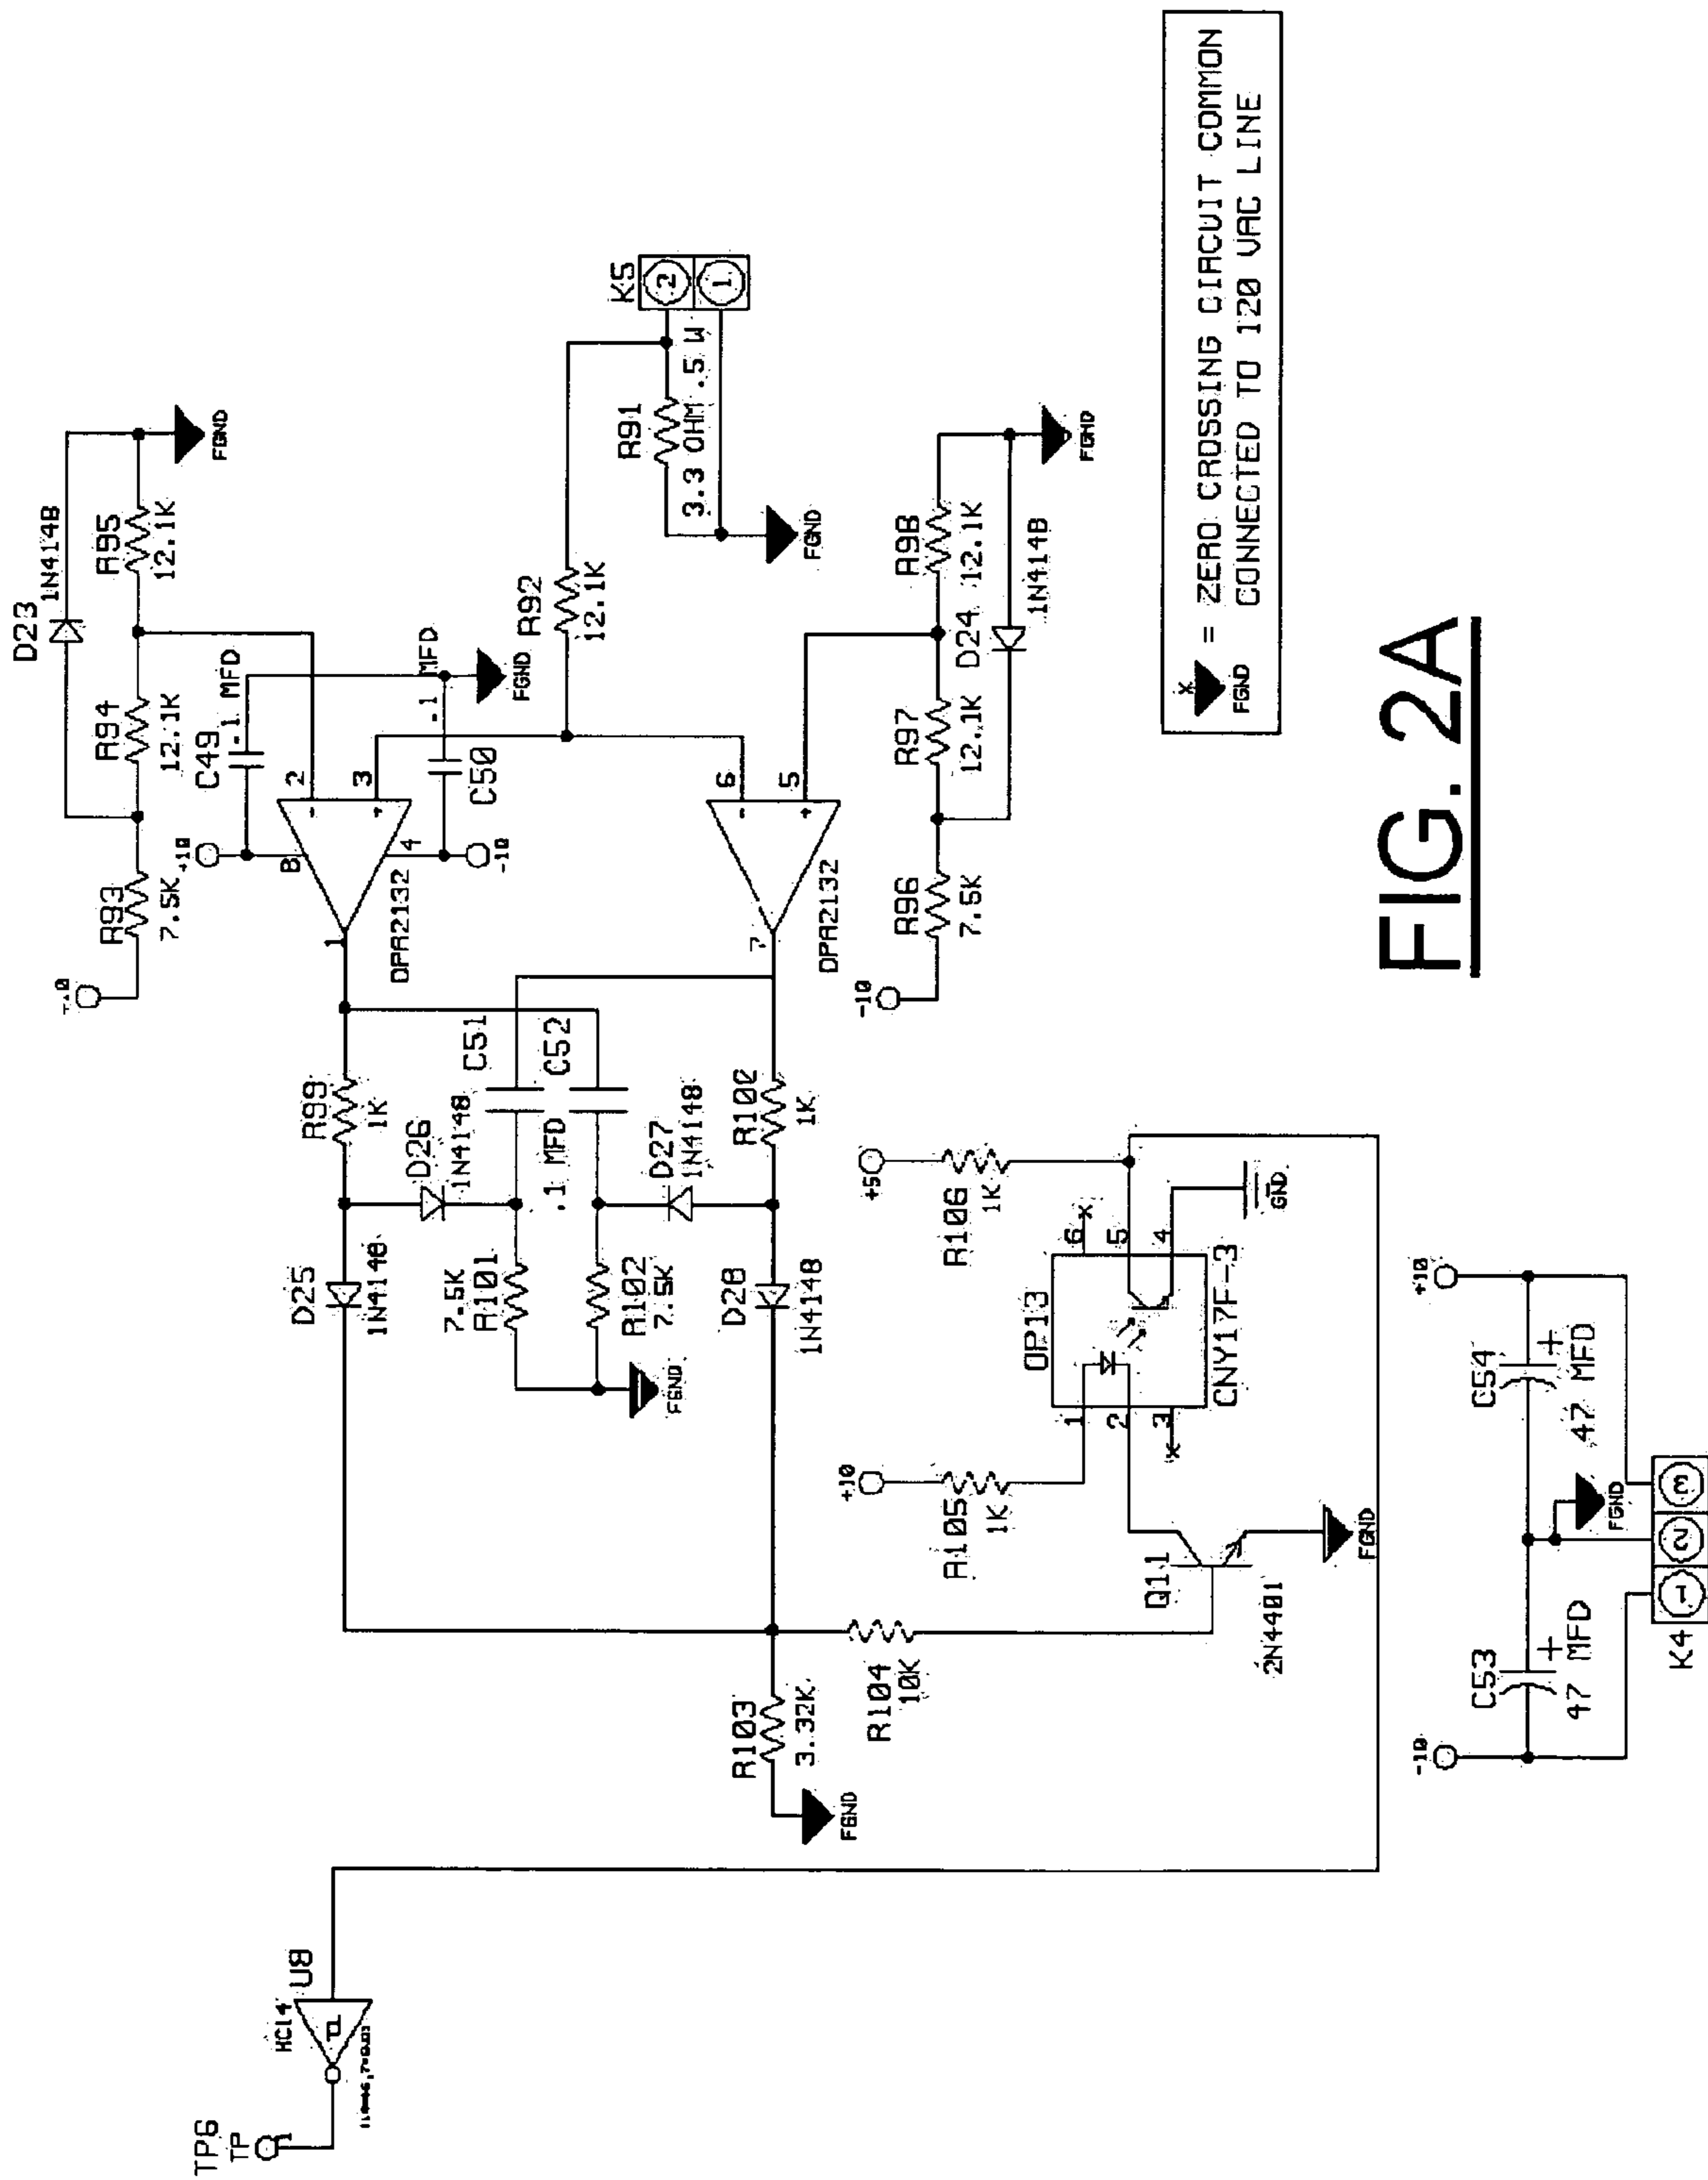 TP6
TP
1
HC14
U8
D23
1N4148
R93
7.5K
R94
12.1K
R95
12.1K
FGND
+10
C49
.1 MFD
+10
8
2
3
1
4
-10
OPA2132
C50
.1 MFD
FGND
R92
12.1K
K5
2
1
R91
3.3 OHM .5 W
FGND
6
5
7
OPA2132
-10
R96
7.5K
R97
12.1K
D24
1N4148
R98
12.1K
FGND
R99
1K
C51
C52
.1 MFD
D25
1N4148
D26
1N4148
7.5K
R101
R102
7.5K
FGND
D27
1N4148
R100
1K
D28
1N4148
R103
3.32K
FGND
R104
10K
+10
R105
1K
Q11
2N4401
FGND
OP13
CNY17F-3
1
2
3
6
5
4
+5
R106
1K
GND
-10
+10
C53
47 MFD
+
C54
47 MFD
+
FGND
K4
1
2
3
FGND
= ZERO CROSSING CIRCUIT COMMON
CONNECTED TO 120 VAC LINE
FIG. 2A